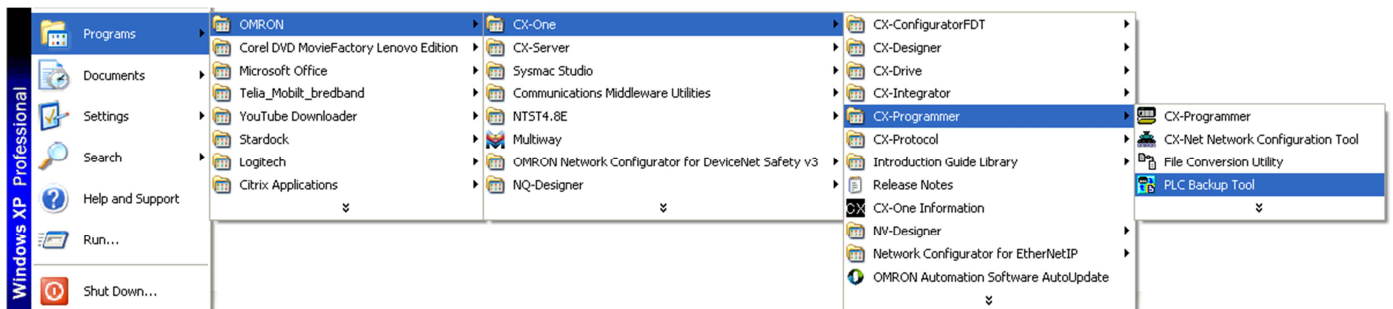 Windows XP Professional
Programs
Documents
Settings
Search
Help and Support
Run...
Shut Down...
OMRON
Corel DVD MovieFactory Lenovo Edition
Microsoft Office
Telia_Mobilt_bredband
YouTube Downloader
Stardock
Logitech
Citrix Applications
CX-One
CX-Server
Sysmac Studio
Communications Middleware Utilities
NTST4.8E
Multiway
OMRON Network Configurator for DeviceNet Safety v3
NQ-Designer
CX-ConfiguratorFDT
CX-Designer
CX-Drive
CX-Integrator
CX-Programmer
CX-Protocol
Introduction Guide Library
Release Notes
CX
CX-One Information
NV-Designer
Network Configurator for EtherNetIP
OMRON Automation Software AutoUpdate
CX-Programmer
CX-Net Network Configuration Tool
File Conversion Utility
PLC Backup Tool